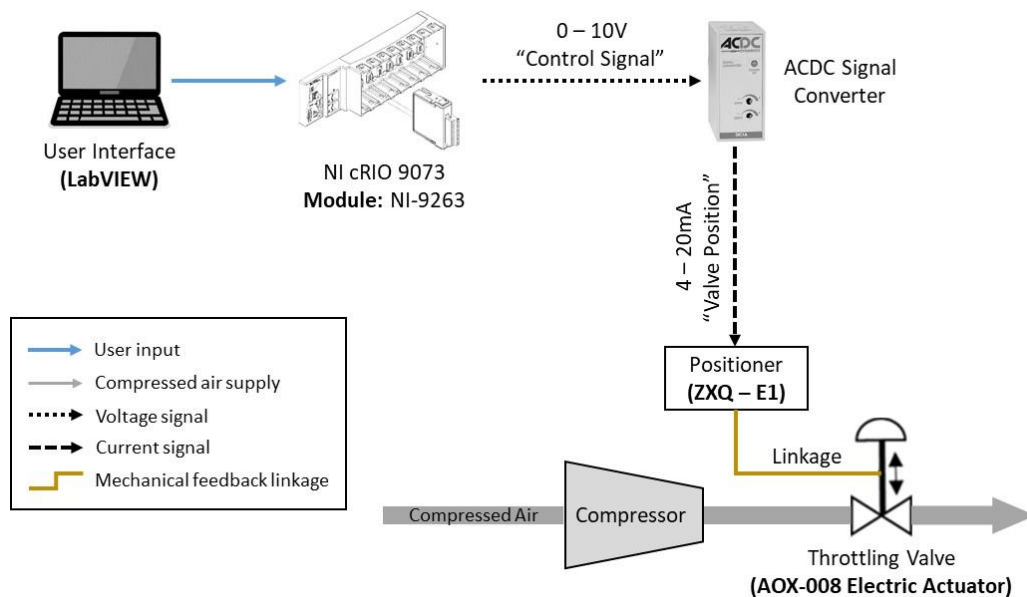 User Interface
(LabVIEW)
NI cRIO 9073
Module: NI-9263
0 – 10V
“Control Signal”
ACDC
ACDC Signal
Converter
4 – 20mA
“Valve Position”
Positioner
(ZXQ – E1)
Linkage
User input
Compressed air supply
Voltage signal
Current signal
Mechanical feedback linkage
Compressed Air
Compressor
Throttling Valve
(AOX-008 Electric Actuator)